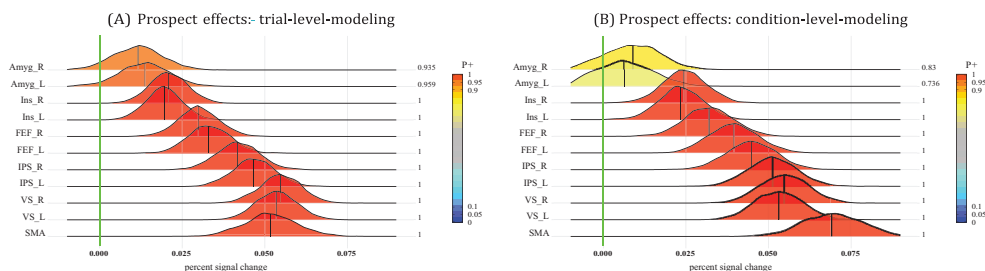 (A) Prospect effects:- trial-level-modeling
Amyg_R 0.935
Amyg_L 0.959
Ins_R 1
Ins_L 1
FEF_R 1
FEF_L 1
IPS_R 1
IPS_L 1
VS_R 1
VS_L 1
SMA 1
0.000 0.025 0.050 0.075
percent signal change
P+
1
0.95
0.9
0.1
0.05
0
(B) Prospect effects: condition-level-modeling
Amyg_R 0.83
Amyg_L 0.736
Ins_R 1
Ins_L 1
FEF_R 1
FEF_L 1
IPS_R 1
IPS_L 1
VS_R 1
VS_L 1
SMA 1
0.000 0.025 0.050 0.075
percent signal change
P+
1
0.95
0.9
0.1
0.05
0